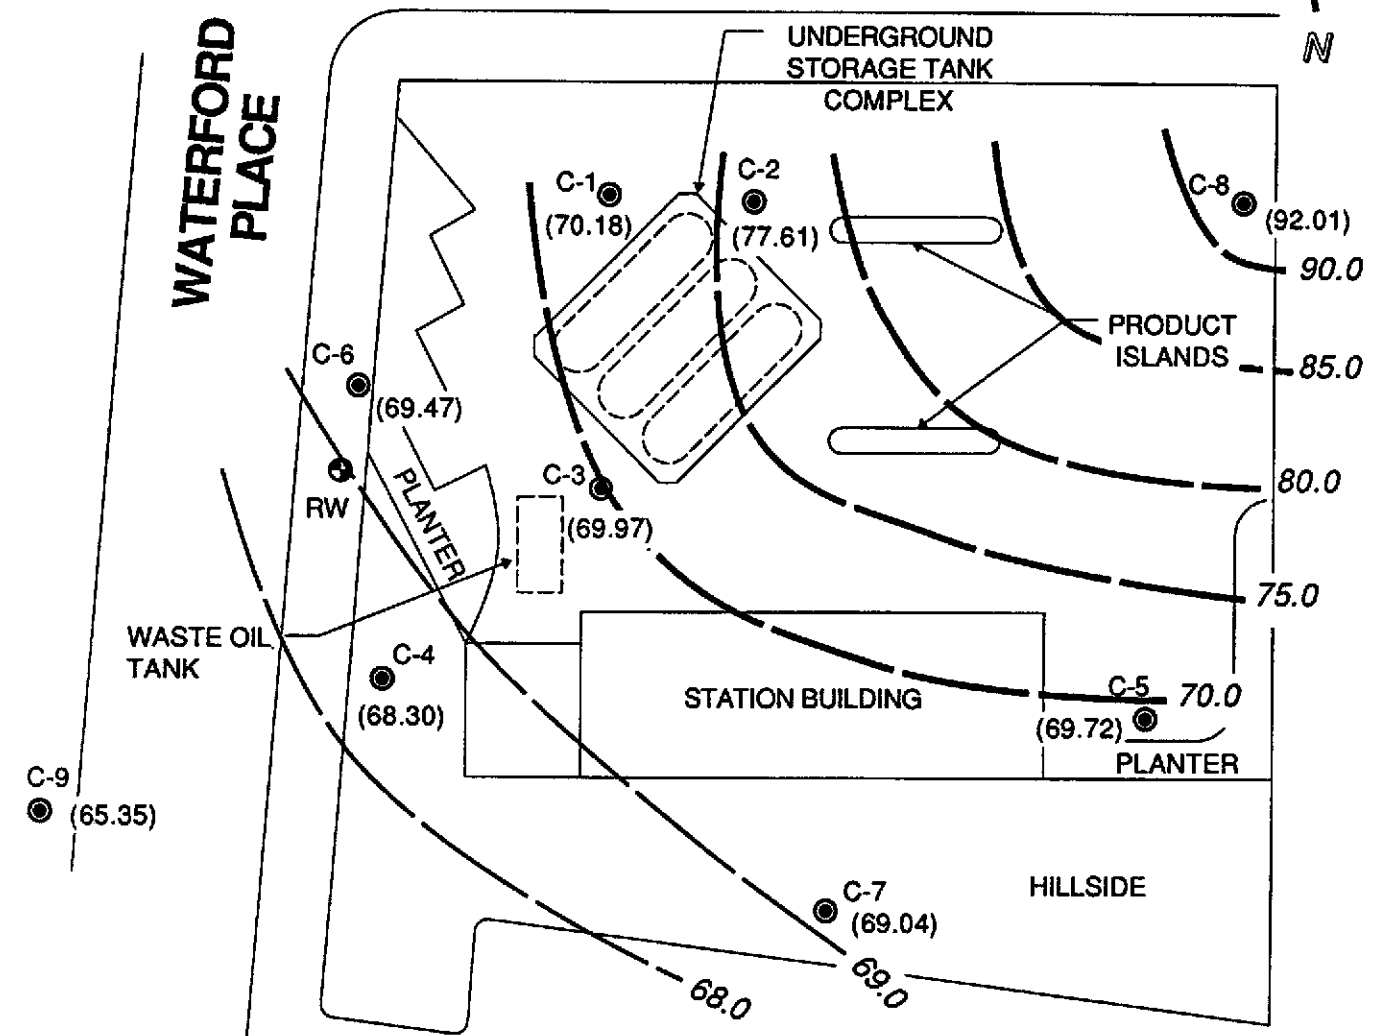 N
UNDERGROUND
STORAGE TANK
COMPLEX
WATERFORD
PLACE
C-1
(70.18)
C-2
(77.61)
C-8
(92.01)
90.0
PRODUCT
ISLANDS
85.0
C-6
(69.47)
80.0
C-3
(69.97)
RW
PLANTER
75.0
WASTE OIL
TANK
C-4
(68.30)
STATION BUILDING
C-5
70.0
(69.72)
PLANTER
C-9
(65.35)
HILLSIDE
C-7
(69.04)
69.0
68.0